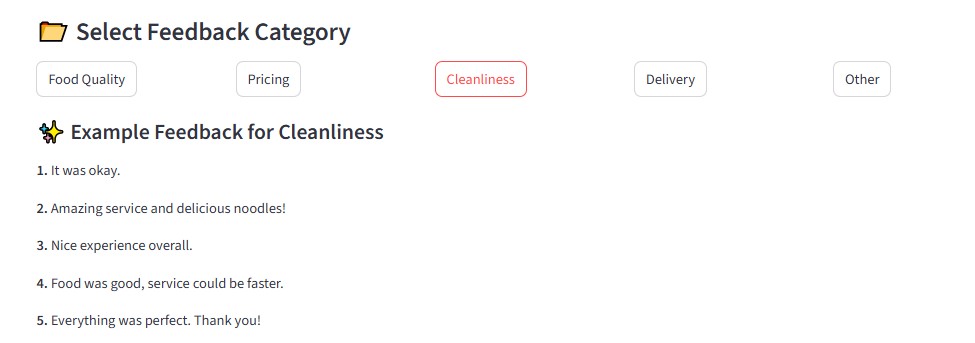 Select Feedback Category
Food Quality Pricing Cleanliness Delivery Other
Example Feedback for Cleanliness
1. It was okay.
2. Amazing service and delicious noodles!
3. Nice experience overall.
4. Food was good, service could be faster.
5. Everything was perfect. Thank you!